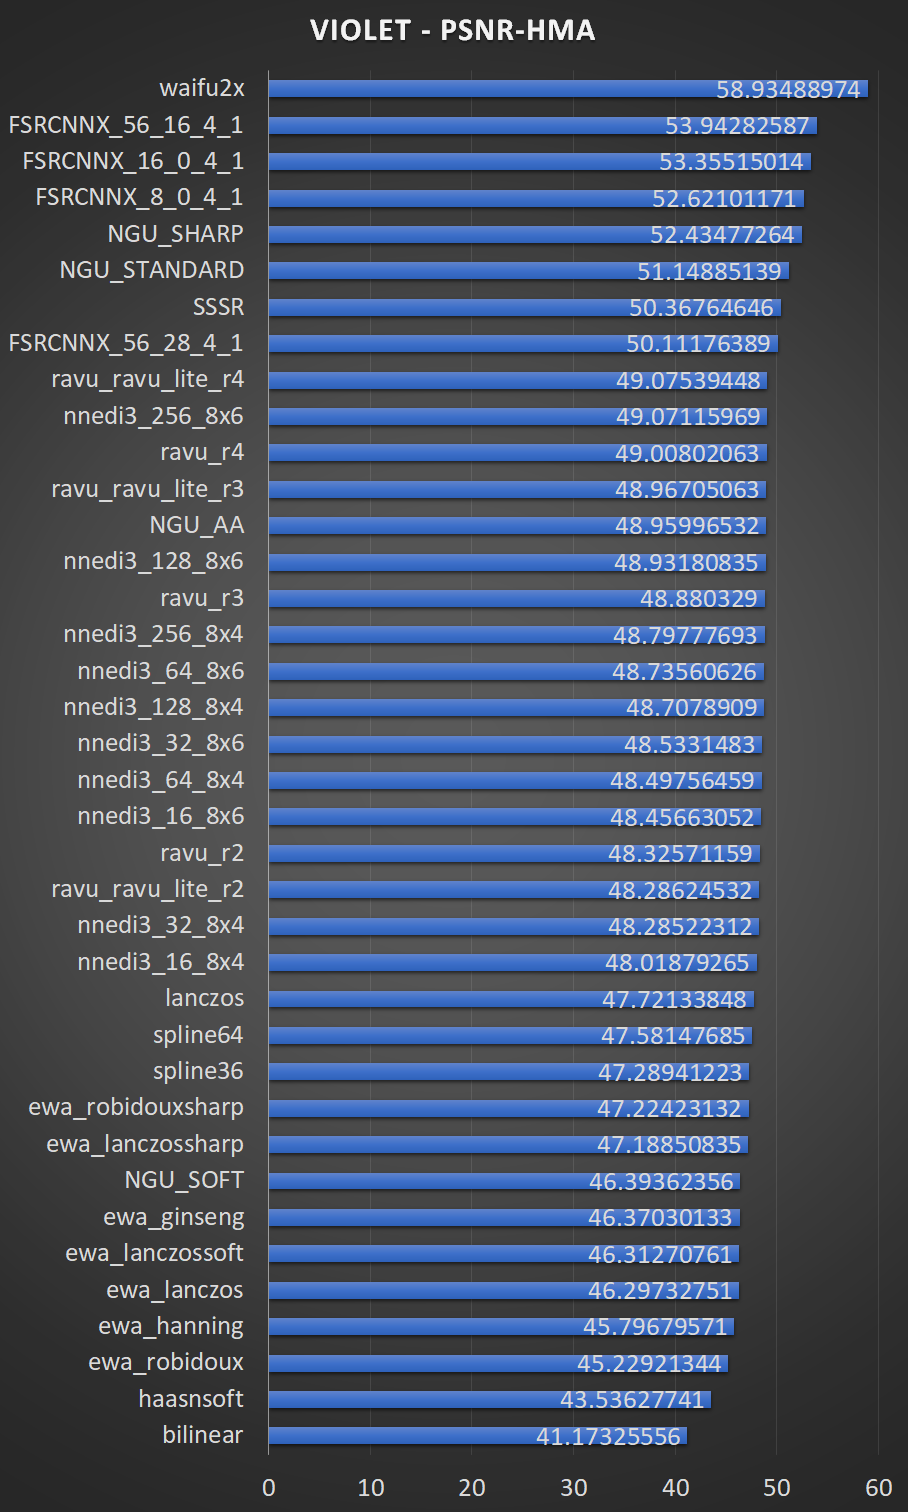 VIOLET - PSNR-HMA
waifu2x 58.93488974
FSRCNNX_56_16_4_1 53.94282587
FSRCNNX_16_0_4_1 53.35515014
FSRCNNX_8_0_4_1 52.62101171
NGU_SHARP 52.43477264
NGU_STANDARD 51.14885139
SSSR 50.36764646
FSRCNNX_56_28_4_1 50.11176389
ravu_ravu_lite_r4 49.07539448
nnedi3_256_8x6 49.07115969
ravu_r4 49.00802063
ravu_ravu_lite_r3 48.96705063
NGU_AA 48.95996532
nnedi3_128_8x6 48.93180835
ravu_r3 48.880329
nnedi3_256_8x4 48.79777693
nnedi3_64_8x6 48.73560626
nnedi3_128_8x4 48.7078909
nnedi3_32_8x6 48.5331483
nnedi3_64_8x4 48.49756459
nnedi3_16_8x6 48.45663052
ravu_r2 48.32571159
ravu_ravu_lite_r2 48.28624532
nnedi3_32_8x4 48.28522312
nnedi3_16_8x4 48.01879265
lanczos 47.72133848
spline64 47.58147685
spline36 47.28941223
ewa_robidouxsharp 47.22423132
ewa_lanczossharp 47.18850835
NGU_SOFT 46.39362356
ewa_ginseng 46.37030133
ewa_lanczossoft 46.31270761
ewa_lanczos 46.29732751
ewa_hanning 45.79679571
ewa_robidoux 45.22921344
haasnsoft 43.53627741
bilinear 41.17325556
0 10 20 30 40 50 60